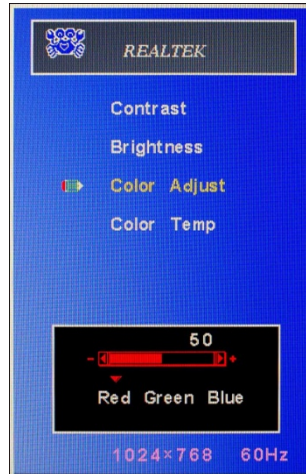 REALTEK
Contrast
Brightness
Color Adjust
Color Temp
50
- +
Red Green Blue
1024×768 60Hz